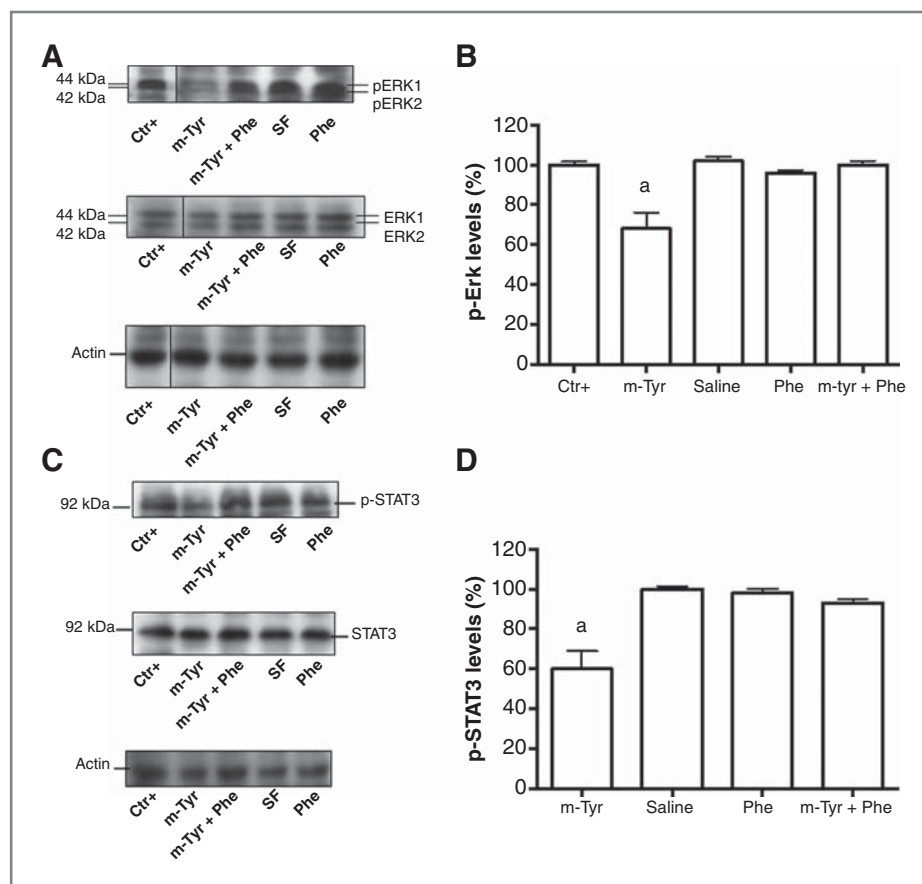 A
44 kDa
42 kDa
pERK1
pERK2
Ctr+
m-Tyr
m-Tyr + Phe
SF
Phe
44 kDa
42 kDa
ERK1
ERK2
Ctr+
m-Tyr
m-Tyr + Phe
SF
Phe
Actin
Ctr+
m-Tyr
m-Tyr + Phe
SF
Phe
B
p-Erk levels (%)
120
100
80
60
40
20
0
a
Ctr+ m-Tyr Saline Phe m-tyr + Phe
C
92 kDa
p-STAT3
Ctr+
m-Tyr
m-Tyr + Phe
SF
Phe
92 kDa
STAT3
Ctr+
m-Tyr
m-Tyr + Phe
SF
Phe
Actin
Ctr+
m-Tyr
m-Tyr + Phe
SF
Phe
D
p-STAT3 levels (%)
120
100
80
60
40
20
0
a
m-Tyr Saline Phe m-Tyr + Phe